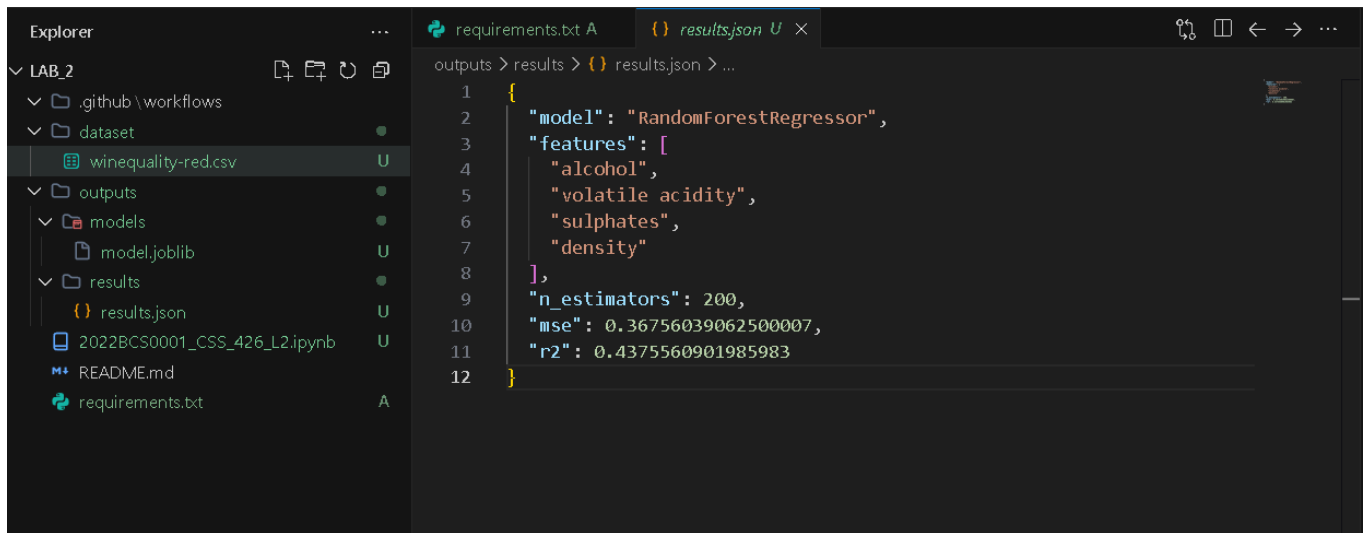 Explorer
LAB_2
.github \ workflows
dataset
winequality-red.csv U
outputs
models
model.joblib U
results
{ } results.json U
2022BCS0001_CSS_426_L2.ipynb U
M↓ README.md
requirements.txt A
requirements.txt A
{ } results.json U
outputs > results > { } results.json > ...
1 {
2 "model": "RandomForestRegressor",
3 "features": [
4 "alcohol",
5 "volatile acidity",
6 "sulphates",
7 "density"
8 ],
9 "n_estimators": 200,
10 "mse": 0.36756039062500007,
11 "r2": 0.4375560901985983
12 }